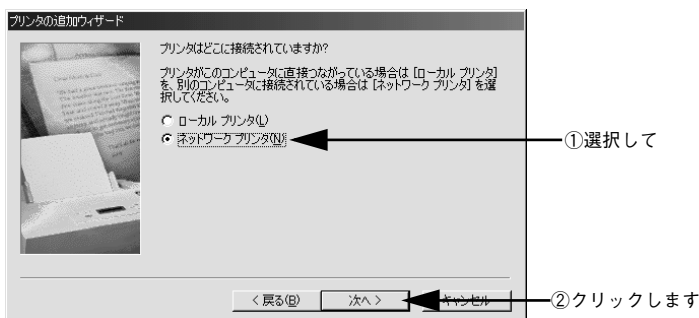 プリンタの追加ウィザード
プリンタはどこに接続されていますか?
プリンタがこのコンピュータに直接つながっている場合は [ローカル プリンタ]
を、別のコンピュータに接続されている場合は [ネットワーク プリンタ] を選
択してください。
ローカル プリンタ(L)
ネットワーク プリンタ(N)
①選択して
< 戻る(B)
次へ >
キャンセル
②クリックします